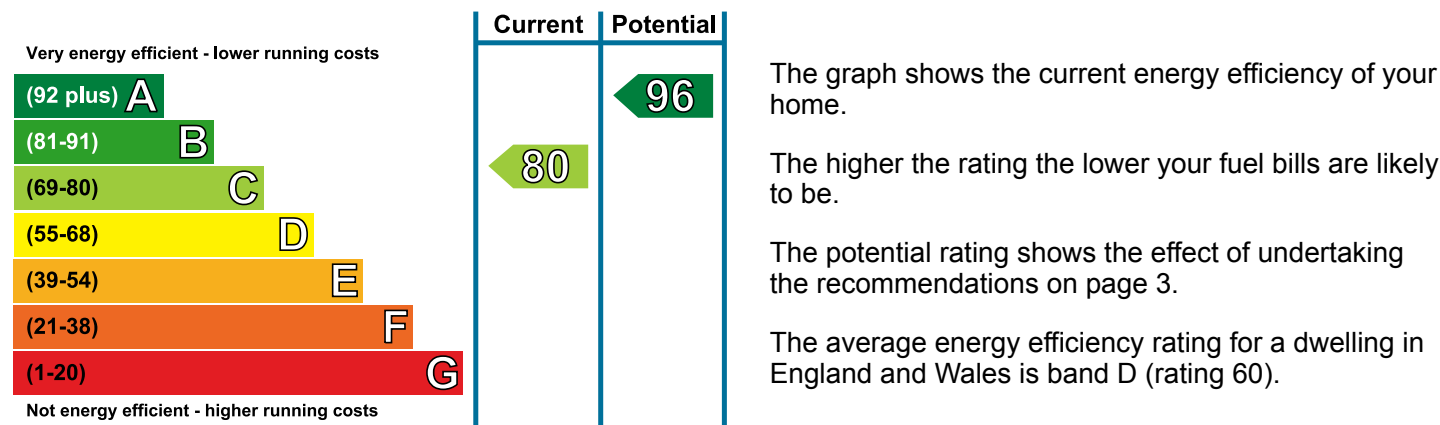 Current Potential
Very energy efficient - lower running costs
(92 plus) A
96
(81-91) B
80
(69-80) C
(55-68) D
(39-54) E
(21-38) F
(1-20) G
Not energy efficient - higher running costs
The graph shows the current energy efficiency of your
home.
The higher the rating the lower your fuel bills are likely
to be.
The potential rating shows the effect of undertaking
the recommendations on page 3.
The average energy efficiency rating for a dwelling in
England and Wales is band D (rating 60).